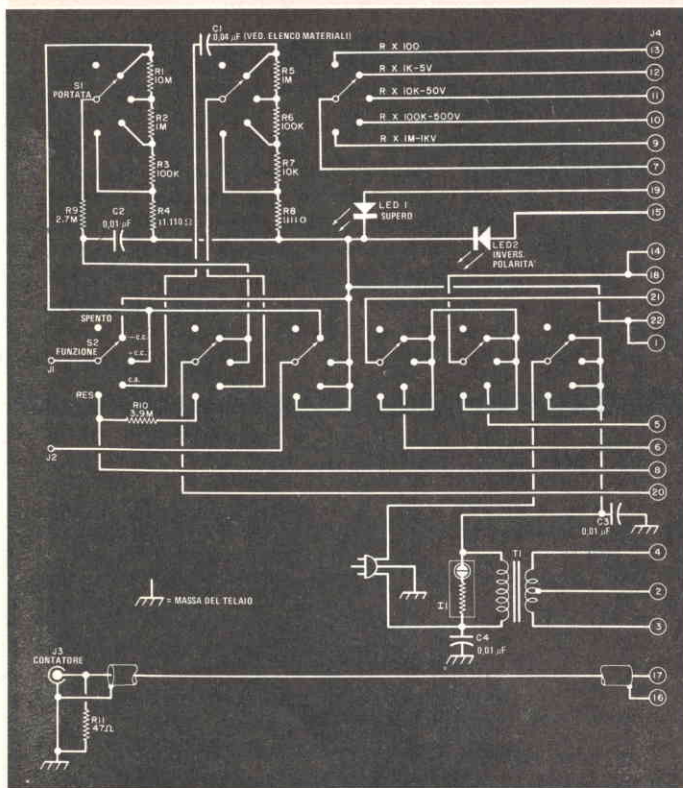 C1
0,04 µF (VED. ELENCO MATERIALI)
J4
R X 100
13
S1
PORTATA
R1
10M
R5
1M
R X 1K-5V
12
R X 10K-50V
11
R2
1M
R6
100K
R X 100K-500V
10
R X 1M-1KV
9
R3
100K
R7
10K
7
19
R9
2.7M
C2
0,01 µF
R4
11.110 Ω
R8
1111Ω
LED 1
SUPERO
15
LED2
INVERS.
POLARITA'
14
18
21
SPENTO
22
S2
FUNZIONE
-c.c.
+c.c.
1
J1
c.a.
RES
R10
3.9M
5
J2
6
8
20
C3
0,01 µF
T1
4
= MASSA DEL TELAIO
I1
2
3
C4
0,01 µF
J3
CONTATORE
17
16
R11
47Ω